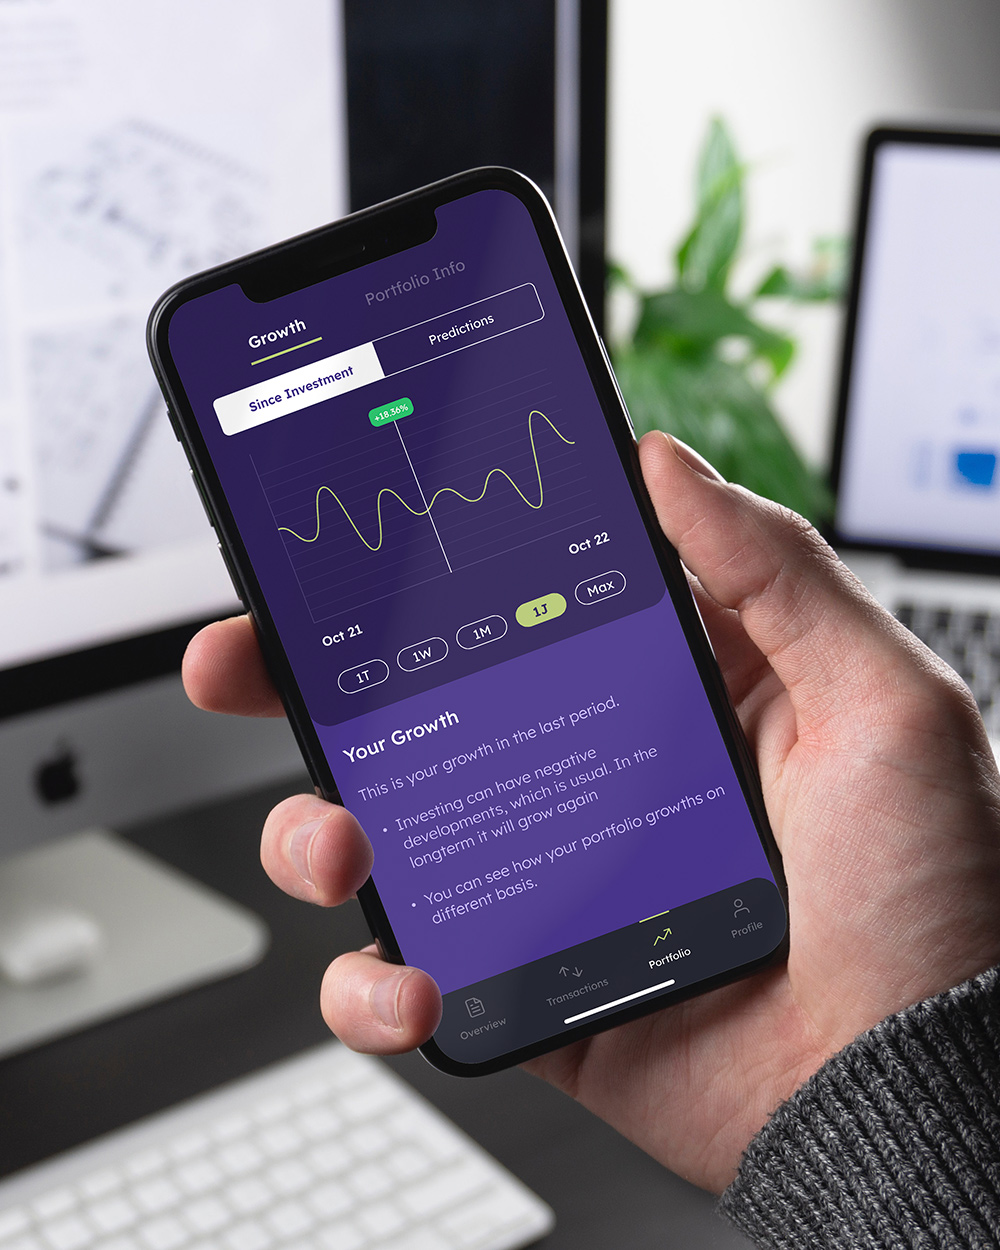 Portfolio Info
Growth
Predictions
Since Investment
+18.36%
Oct 22
Oct 21
1T
1W
1M
1J
Max
Your Growth
This is your growth in the last period.
• Investing can have negative
developments, which is usual. In the
longterm it will grow again
• You can see how your portfolio growths on
different basis.
Overview
Transactions
Portfolio
Profile